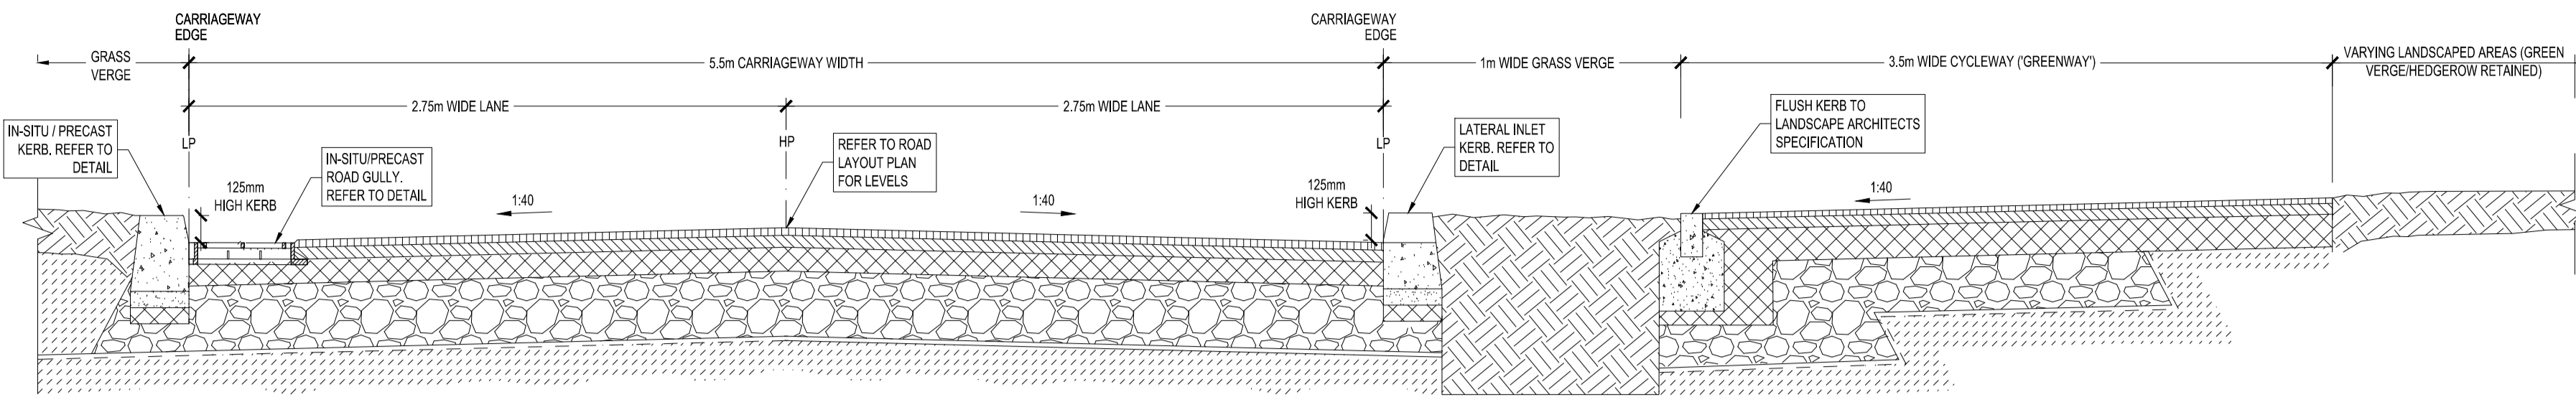 CARRIAGEWAY
EDGE
CARRIAGEWAY
EDGE
GRASS
VERGE
5.5m CARRIAGEWAY WIDTH
1m WIDE GRASS VERGE
3.5m WIDE CYCLEWAY ('GREENWAY')
VARYING LANDSCAPED AREAS (GREEN
VERGE/HEDGEROW RETAINED)
2.75m WIDE LANE
2.75m WIDE LANE
IN-SITU / PRECAST
KERB. REFER TO
DETAIL
LP
IN-SITU/PRECAST
ROAD GULLY.
REFER TO DETAIL
HP
REFER TO ROAD
LAYOUT PLAN
FOR LEVELS
LP
LATERAL INLET
KERB. REFER TO
DETAIL
FLUSH KERB TO
LANDSCAPE ARCHITECTS
SPECIFICATION
125mm
HIGH KERB
1:40
1:40
125mm
HIGH KERB
1:40